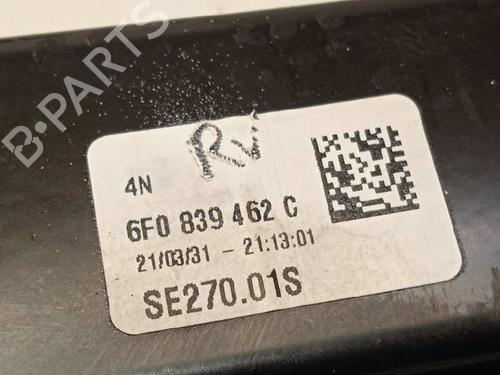 B-PARTS
RV
4N
6F0 839 462 C
21/03/31 - 21:13:01
SE270.01S